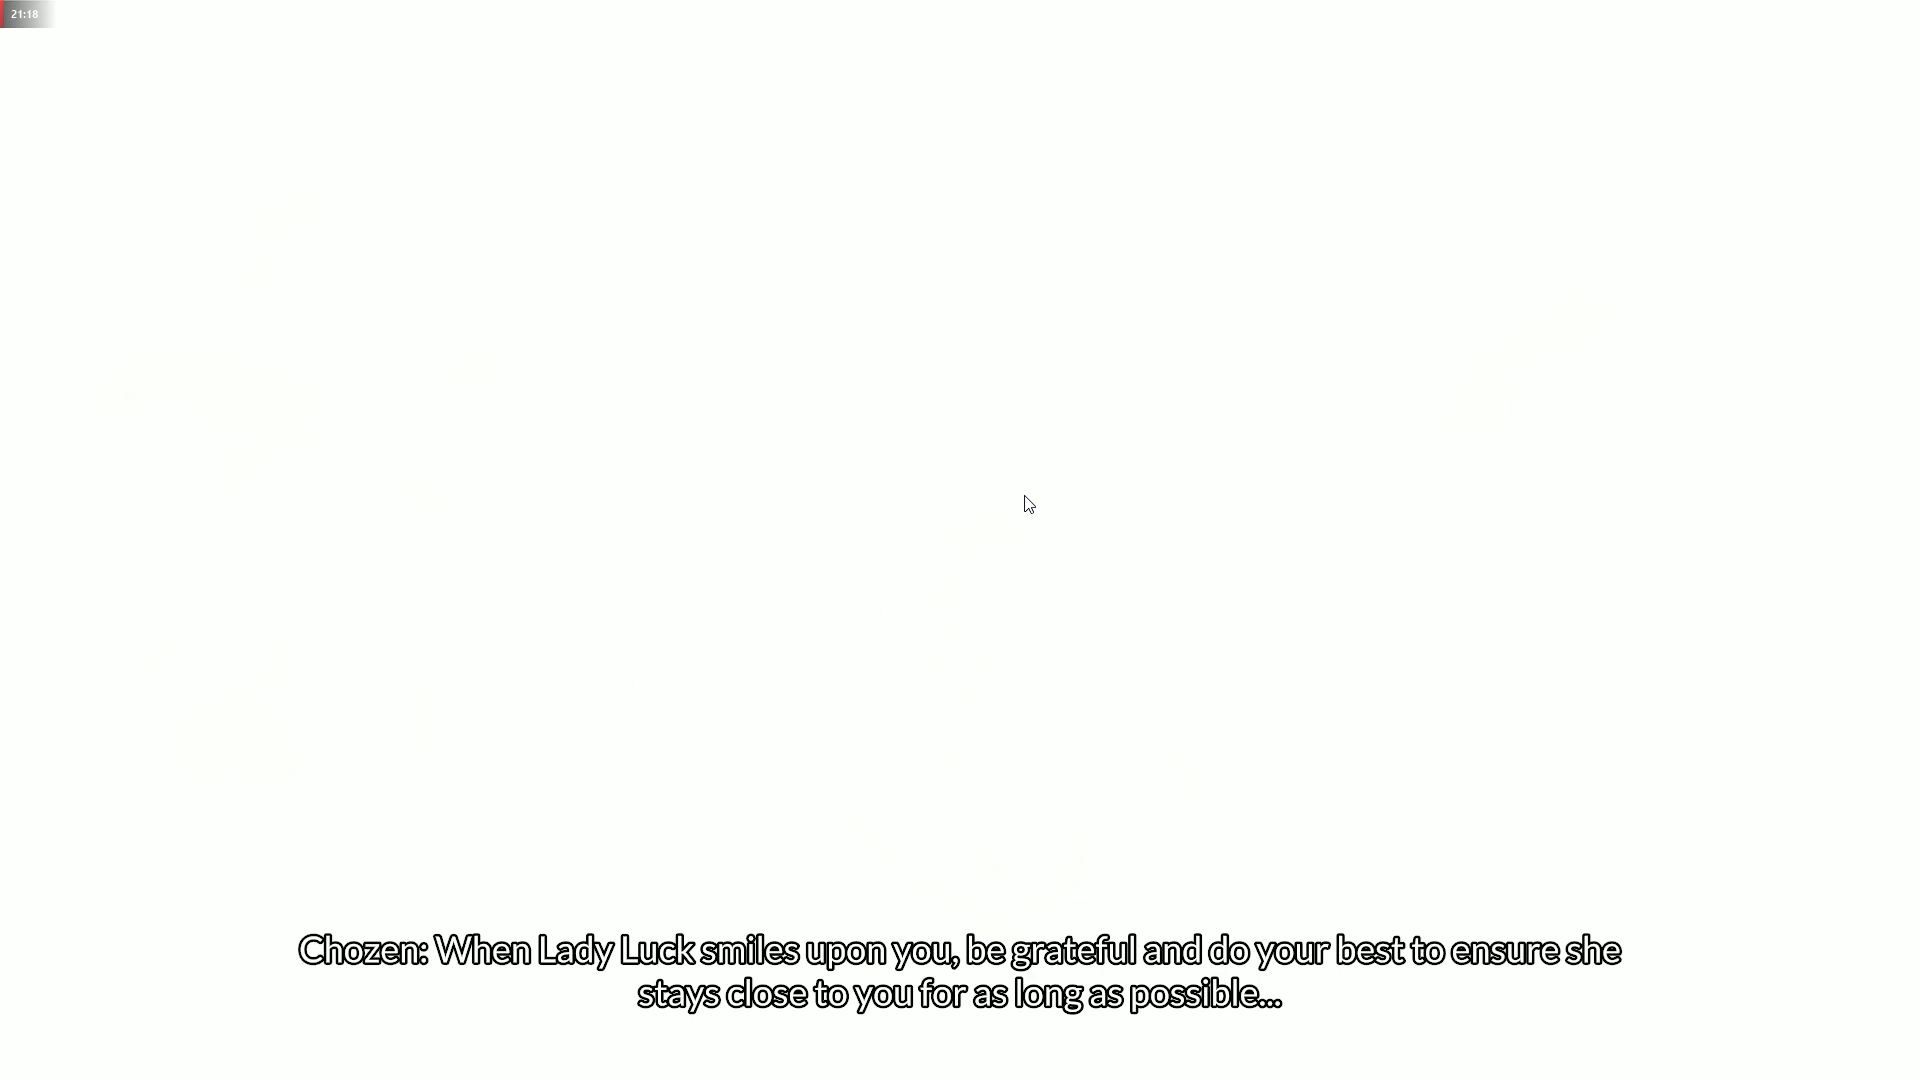 21:18
Chozen: When Lady Luck smiles upon you, be grateful and do your best to ensure she
stays close to you for as long as possible...